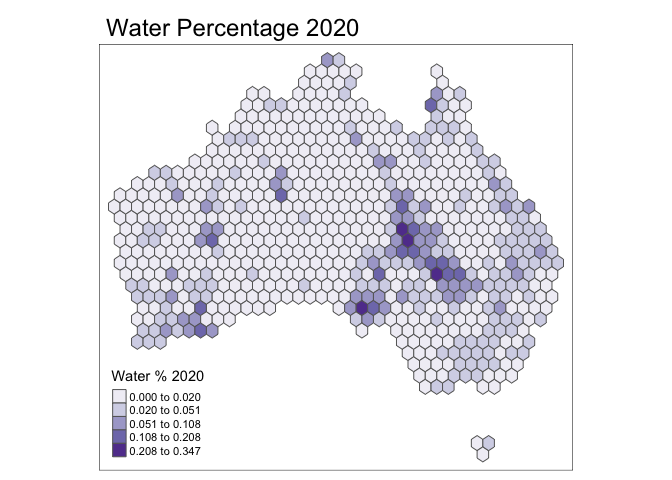 Water Percentage 2020
Water % 2020
0.000 to 0.020
0.020 to 0.051
0.051 to 0.108
0.108 to 0.208
0.208 to 0.347